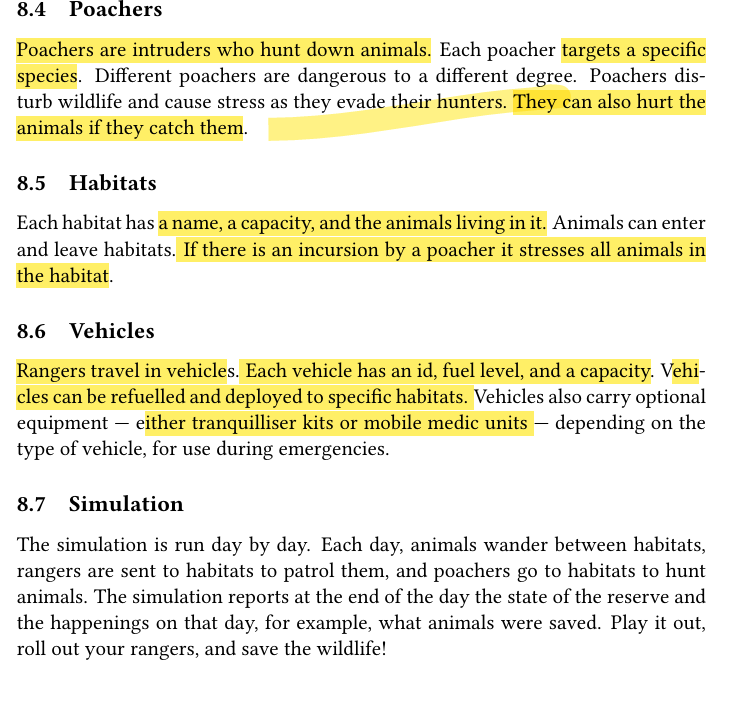 8.4 Poachers
Poachers are intruders who hunt down animals. Each poacher targets a specific
species. Different poachers are dangerous to a different degree. Poachers dis-
turb wildlife and cause stress as they evade their hunters. They can also hurt the
animals if they catch them.
8.5 Habitats
Each habitat has a name, a capacity, and the animals living in it. Animals can enter
and leave habitats. If there is an incursion by a poacher it stresses all animals in
the habitat.
8.6 Vehicles
Rangers travel in vehicles. Each vehicle has an id, fuel level, and a capacity. Vehi-
cles can be refuelled and deployed to specific habitats. Vehicles also carry optional
equipment — either tranquilliser kits or mobile medic units — depending on the
type of vehicle, for use during emergencies.
8.7 Simulation
The simulation is run day by day. Each day, animals wander between habitats,
rangers are sent to habitats to patrol them, and poachers go to habitats to hunt
animals. The simulation reports at the end of the day the state of the reserve and
the happenings on that day, for example, what animals were saved. Play it out,
roll out your rangers, and save the wildlife!